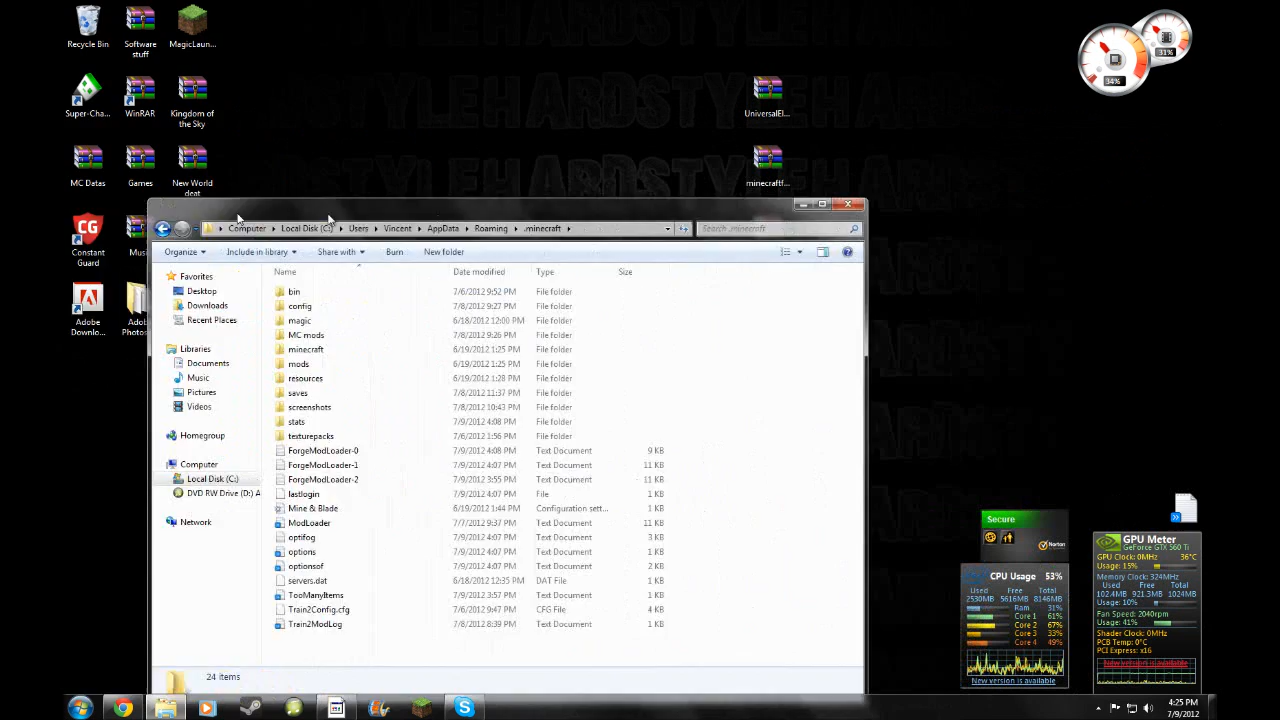 Recycle Bin
Software stuff
MagicLaun...
31%
34%
Super-Cha...
WinRAR
Kingdom of the Sky
UniversalEl...
MC Datas
Games
New World deat
minecraftf...
HARDSTYLEHARDSTYLEHARDSTYLE
Constant Guard
Adobe Downlo...
Computer
Local Disk (C:)
Users
Vincent
AppData
Roaming
.minecraft
Search .minecraft
Organize
Include in library
Share with
Burn
New folder
Name
Date modified
Type
Size
Favorites
Desktop
Downloads
Recent Places
Libraries
Documents
Music
Pictures
Videos
Homegroup
Computer
Local Disk (C:)
DVD RW Drive (D:) A
Network
bin 7/6/2012 9:52 PM File folder
config 7/8/2012 9:27 PM File folder
magic 6/18/2012 12:00 PM File folder
MC mods 7/8/2012 9:26 PM File folder
minecraft 6/19/2012 1:25 PM File folder
mods 6/19/2012 1:25 PM File folder
resources 6/19/2012 1:28 PM File folder
saves 7/8/2012 11:37 PM File folder
screenshots 7/8/2012 10:43 PM File folder
stats 7/9/2012 4:08 PM File folder
texturepacks 7/6/2012 1:56 PM File folder
ForgeModLoader-0 7/9/2012 4:08 PM Text Document 9 KB
ForgeModLoader-1 7/9/2012 4:07 PM Text Document 11 KB
ForgeModLoader-2 7/9/2012 3:55 PM Text Document 11 KB
lastlogin 7/9/2012 4:07 PM File 1 KB
Mine & Blade 6/19/2012 1:44 PM Configuration sett... 1 KB
ModLoader 7/7/2012 9:37 PM Text Document 11 KB
optifog 7/9/2012 4:07 PM Text Document 3 KB
options 7/9/2012 4:07 PM Text Document 1 KB
optionsof 7/9/2012 4:07 PM Text Document 1 KB
servers.dat 6/18/2012 12:35 PM DAT File 1 KB
TooManyItems 7/9/2012 3:57 PM Text Document 1 KB
Train2Config.cfg 7/6/2012 9:47 PM CFG File 4 KB
Train2ModLog 7/8/2012 8:39 PM Text Document 1 KB
24 items
Secure
Norton
CPU Usage 53%
Used Free Total
2530MB 5616MB 8146MB
Ram 31%
Core 1 61%
Core 2 67%
Core 3 33%
Core 4 49%
New version is available
GPU Meter
GeForce GTX 560 Ti
GPU Clock: 0MHz 36°C
Usage: 15%
Memory Clock: 324MHz
Used Free Total
102.4MB 921.3MB 1024MB
Usage: 10%
Fan Speed: 2040rpm
Usage: 41%
Shader Clock: 0MHz
PCB Temp: 0°C
PCI Express: x16
New version is available
4:25 PM
7/9/2012